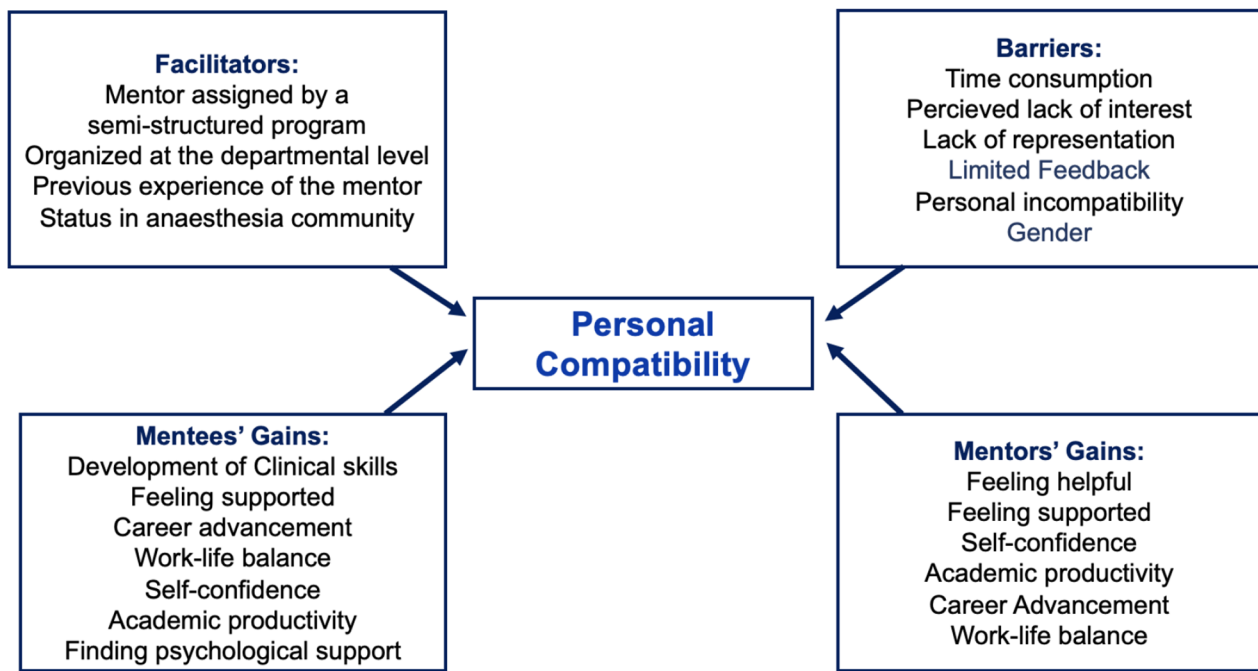 Facilitators:
Mentor assigned by a
semi-structured program
Organized at the departmental level
Previous experience of the mentor
Status in anaesthesia community
Barriers:
Time consumption
Percieved lack of interest
Lack of representation
Limited Feedback
Personal incompatibility
Gender
Personal
Compatibility
Mentees’ Gains:
Development of Clinical skills
Feeling supported
Career advancement
Work-life balance
Self-confidence
Academic productivity
Finding psychological support
Mentors’ Gains:
Feeling helpful
Feeling supported
Self-confidence
Academic productivity
Career Advancement
Work-life balance